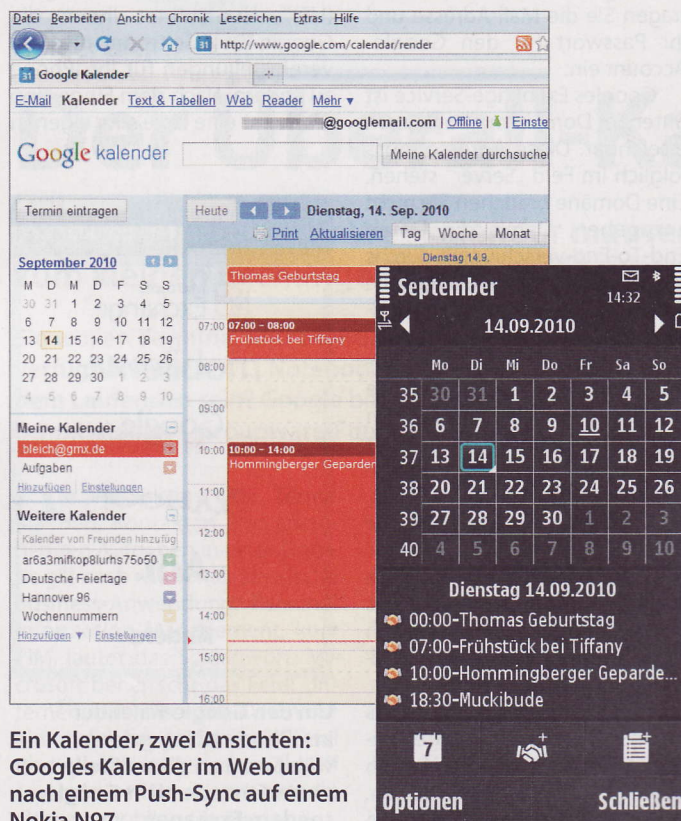 Datei Bearbeiten Ansicht Chronik Lesezeichen Extras Hilfe
31 http://www.google.com/calendar/render
31 Google Kalender
E-Mail Kalender Text & Tabellen Web Reader Mehr ▼
@googlemail.com | Offline | Einste
Google kalender
Meine Kalender durchsuche
Termin eintragen
Heute Dienstag, 14. Sep. 2010
Print Aktualisieren Tag Woche Monat
September 2010
M D M D F S S
30 31 1 2 3 4 5
6 7 8 9 10 11 12
13 14 15 16 17 18 19
20 21 22 23 24 25 26
27 28 29 30 1 2 3
4 5 6 7 8 9 10
Meine Kalender
bleich@gmx.de
Aufgaben
Hinzufügen Einstellungen
Weitere Kalender
Kalender von Freunden hinzufüg
ar6a3mifkop8lurhs75o50
Deutsche Feiertage
Hannover 96
Wochennummern
Hinzufügen ▼ Einstellungen
Dienstag 14.9.
Thomas Geburtstag
07:00 07:00 – 08:00
Frühstück bei Tiffany
08:00
09:00
10:00 10:00 – 14:00
Hommingberger Geparden
11:00
12:00
13:00
14:00
15:00
16:00
September
14:32
14.09.2010
Mo Di Mi Do Fr Sa So
35 30 31 1 2 3 4 5
36 6 7 8 9 10 11 12
37 13 14 15 16 17 18 19
38 20 21 22 23 24 25 26
39 27 28 29 30 1 2 3
40 4 5 6 7 8 9 10
Dienstag 14.09.2010
00:00-Thomas Geburtstag
07:00-Frühstück bei Tiffany
10:00-Hommingberger Geparde...
18:30-Muckibude
7
Optionen Schließen
Ein Kalender, zwei Ansichten:
Googles Kalender im Web und
nach einem Push-Sync auf einem
Nokia N97